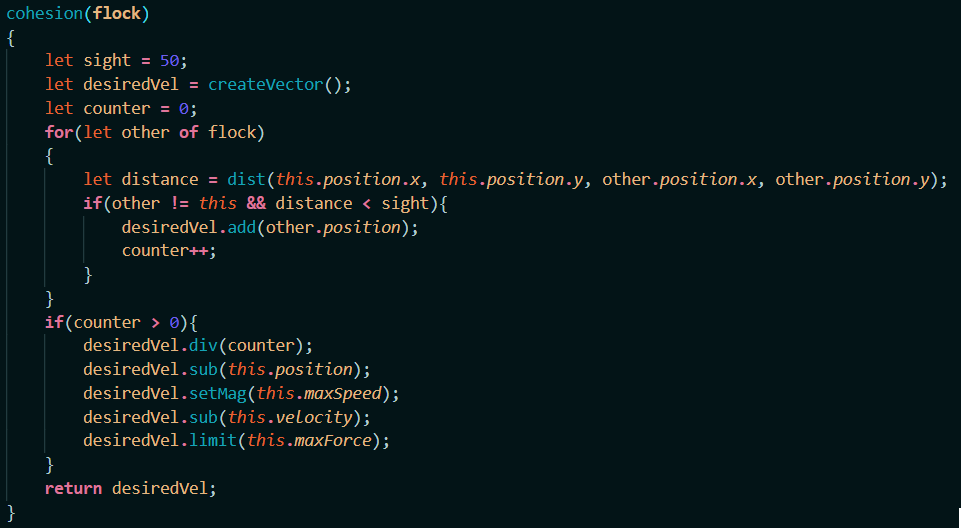 cohesion(flock)
{
    let sight = 50;
    let desiredVel = createVector();
    let counter = 0;
    for(let other of flock)
    {
        let distance = dist(this.position.x, this.position.y, other.position.x, other.position.y);
        if(other != this && distance < sight){
            desiredVel.add(other.position);
            counter++;
        }
    }
    if(counter > 0){
        desiredVel.div(counter);
        desiredVel.sub(this.position);
        desiredVel.setMag(this.maxSpeed);
        desiredVel.sub(this.velocity);
        desiredVel.limit(this.maxForce);
    }
    return desiredVel;
}